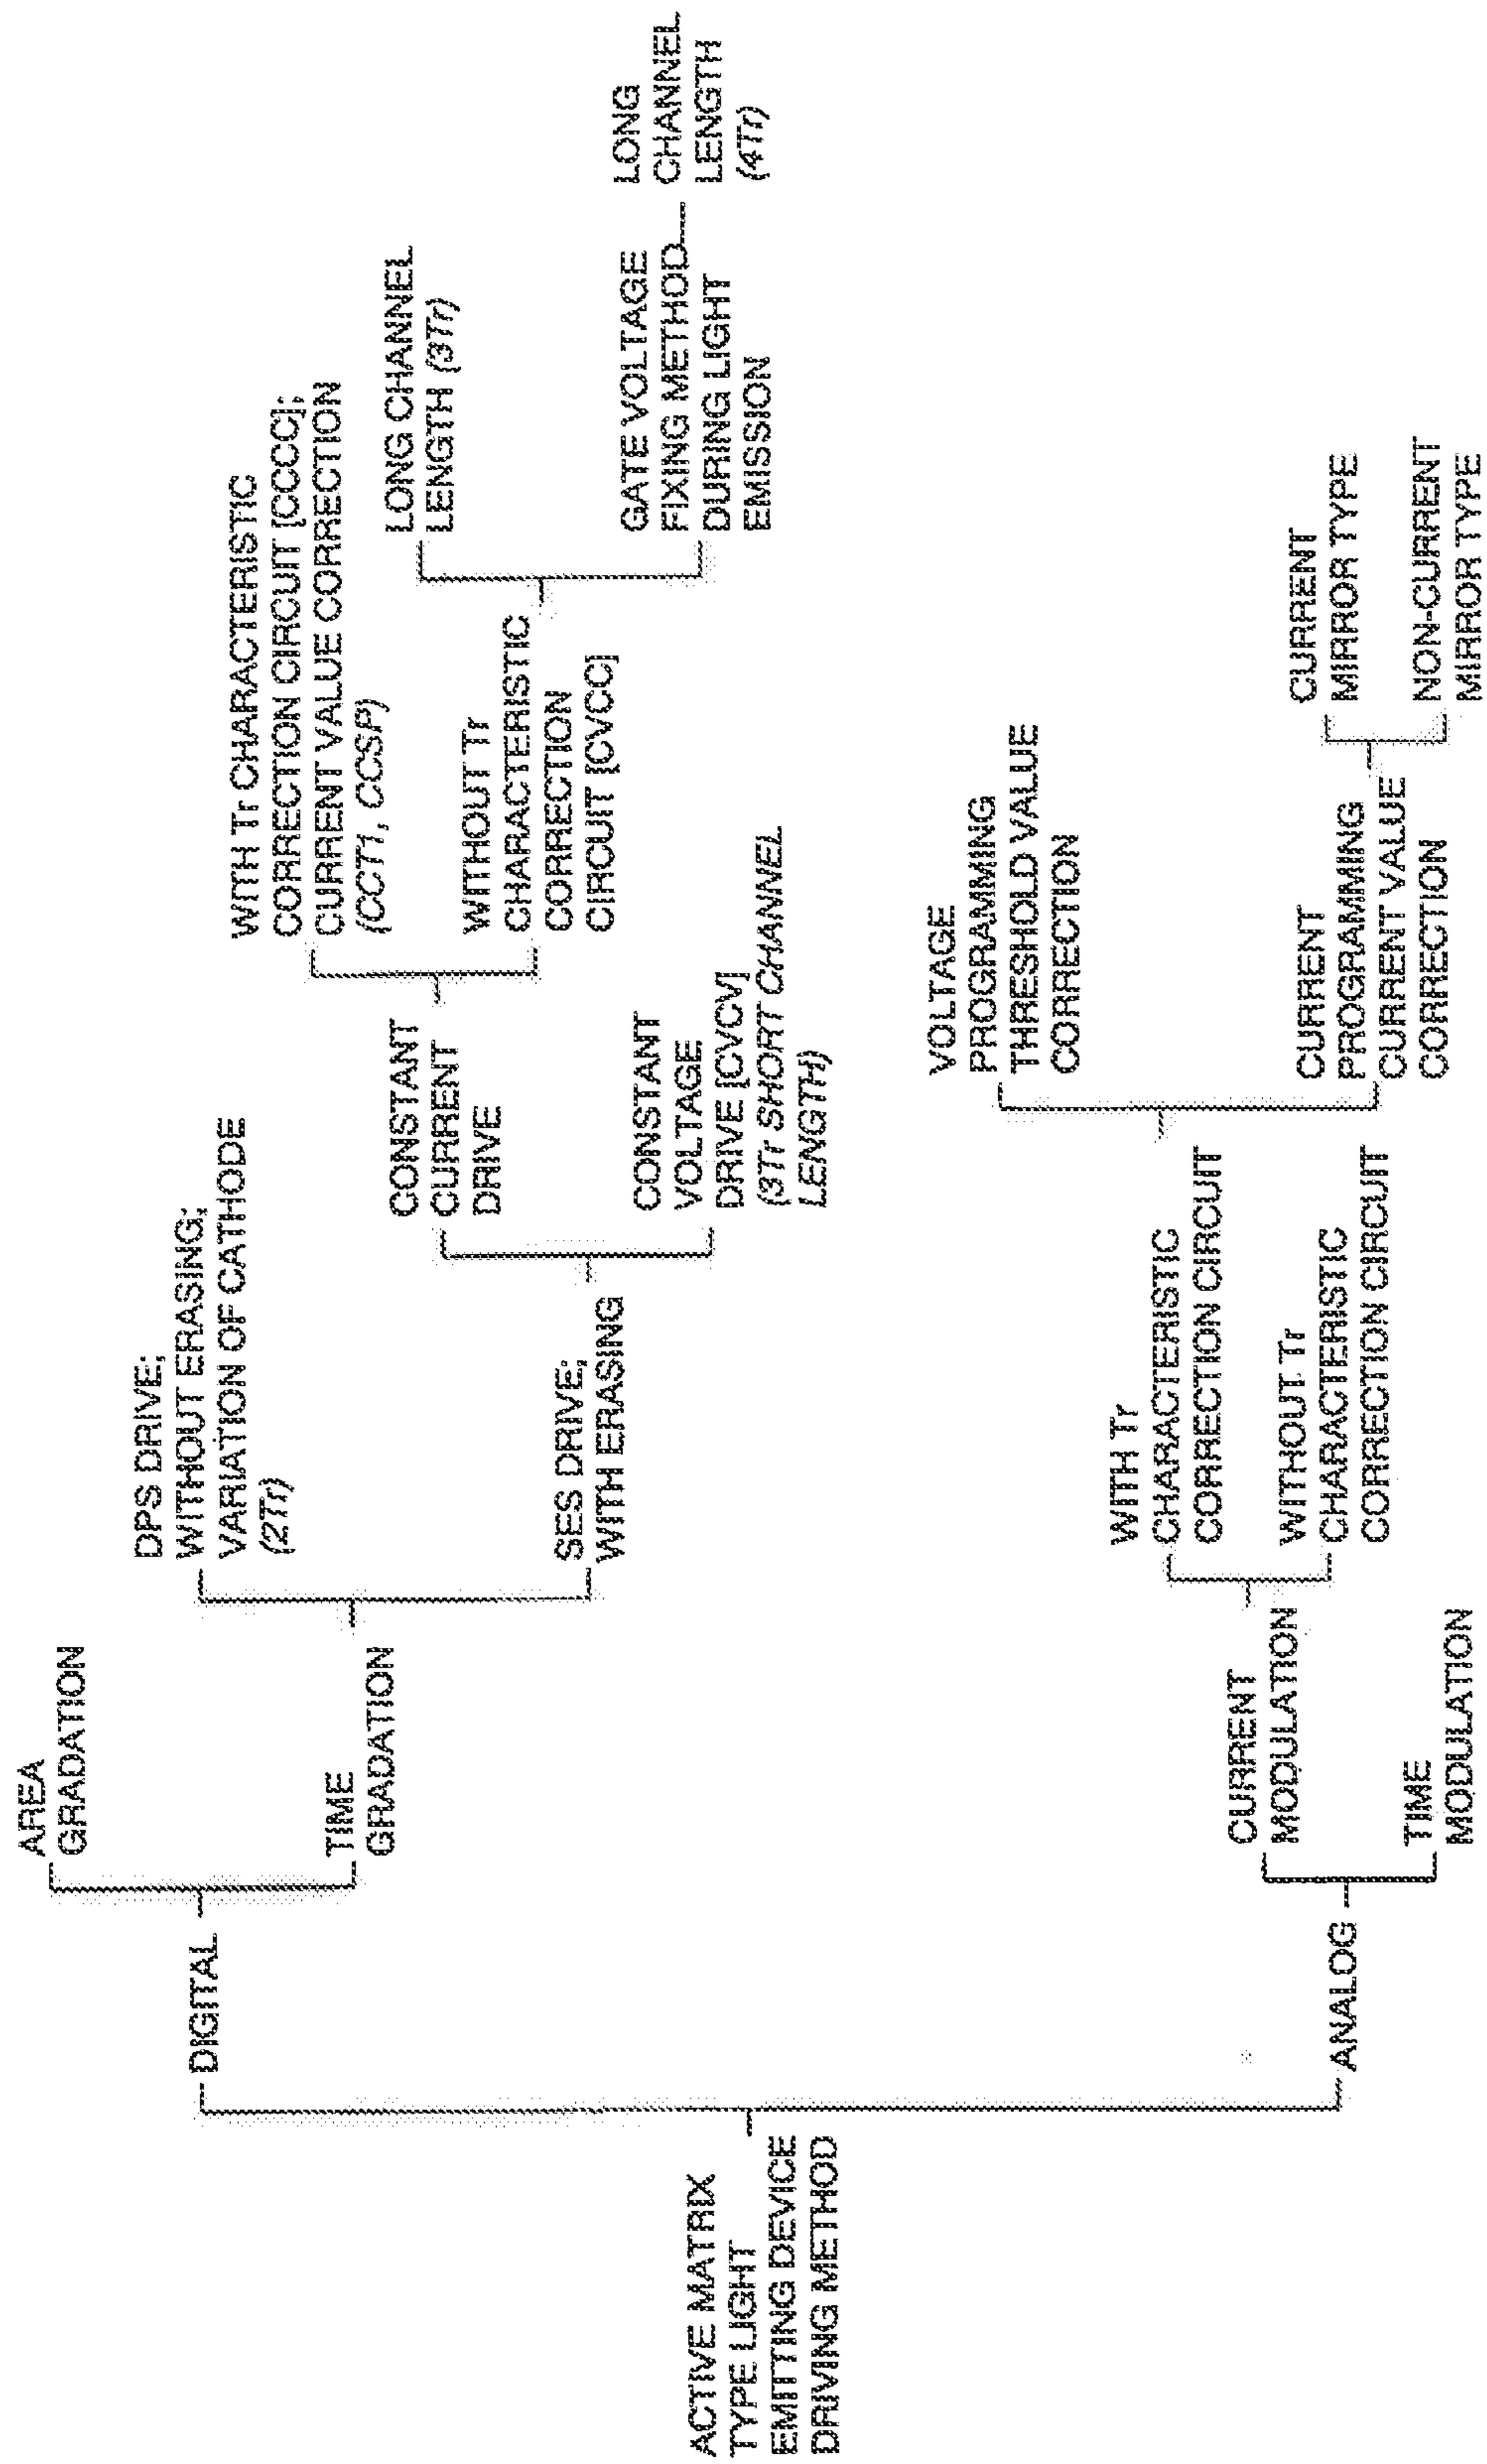 ACTIVE MATRIX
TYPE LIGHT
EMITTING DEVICE
DRIVING METHOD
DIGITAL
AREA
GRADATION
TIME
GRADATION
DPS DRIVE;
WITHOUT ERASING;
VARIATION OF CATHODE
(2Tr)
SES DRIVE;
WITH ERASING
CONSTANT
CURRENT
DRIVE
CONSTANT
VOLTAGE
DRIVE [CVCV]
(3Tr SHORT CHANNEL
LENGTH)
WITH Tr CHARACTERISTIC
CORRECTION CIRCUIT [CCCC];
CURRENT VALUE CORRECTION
(CCT1, CCSP)
WITHOUT Tr
CHARACTERISTIC
CORRECTION
CIRCUIT [CVCC]
LONG CHANNEL
LENGTH (3Tr)
GATE VOLTAGE
FIXING METHOD
DURING LIGHT
EMISSION
LONG
CHANNEL
LENGTH
(4Tr)
ANALOG
CURRENT
MODULATION
TIME
MODULATION
WITH Tr
CHARACTERISTIC
CORRECTION CIRCUIT
WITHOUT Tr
CHARACTERISTIC
CORRECTION CIRCUIT
VOLTAGE
PROGRAMMING
THRESHOLD VALUE
CORRECTION
CURRENT
PROGRAMMING
CURRENT VALUE
CORRECTION
CURRENT
MIRROR TYPE
NON-CURRENT
MIRROR TYPE